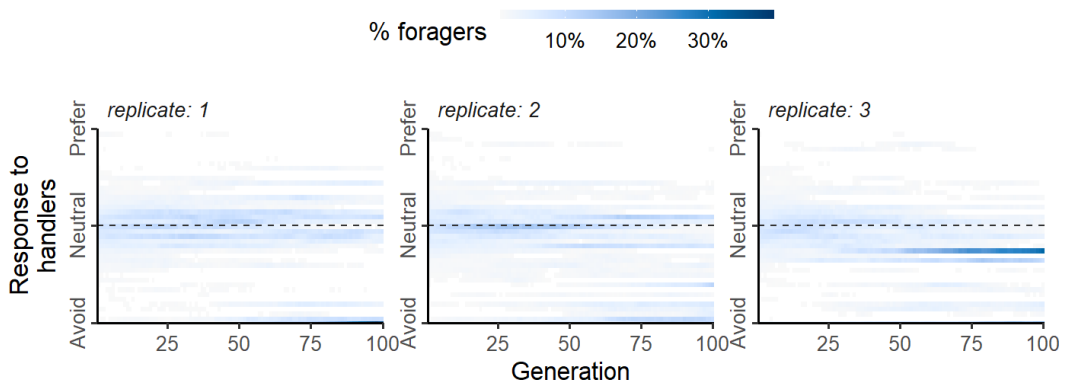 % foragers
10% 20% 30%
replicate: 1 replicate: 2 replicate: 3
Response to
handlers
Prefer
Neutral
Avoid
Prefer
Neutral
Avoid
Prefer
Neutral
Avoid
25 50 75 100 25 50 75 100 25 50 75 100
Generation